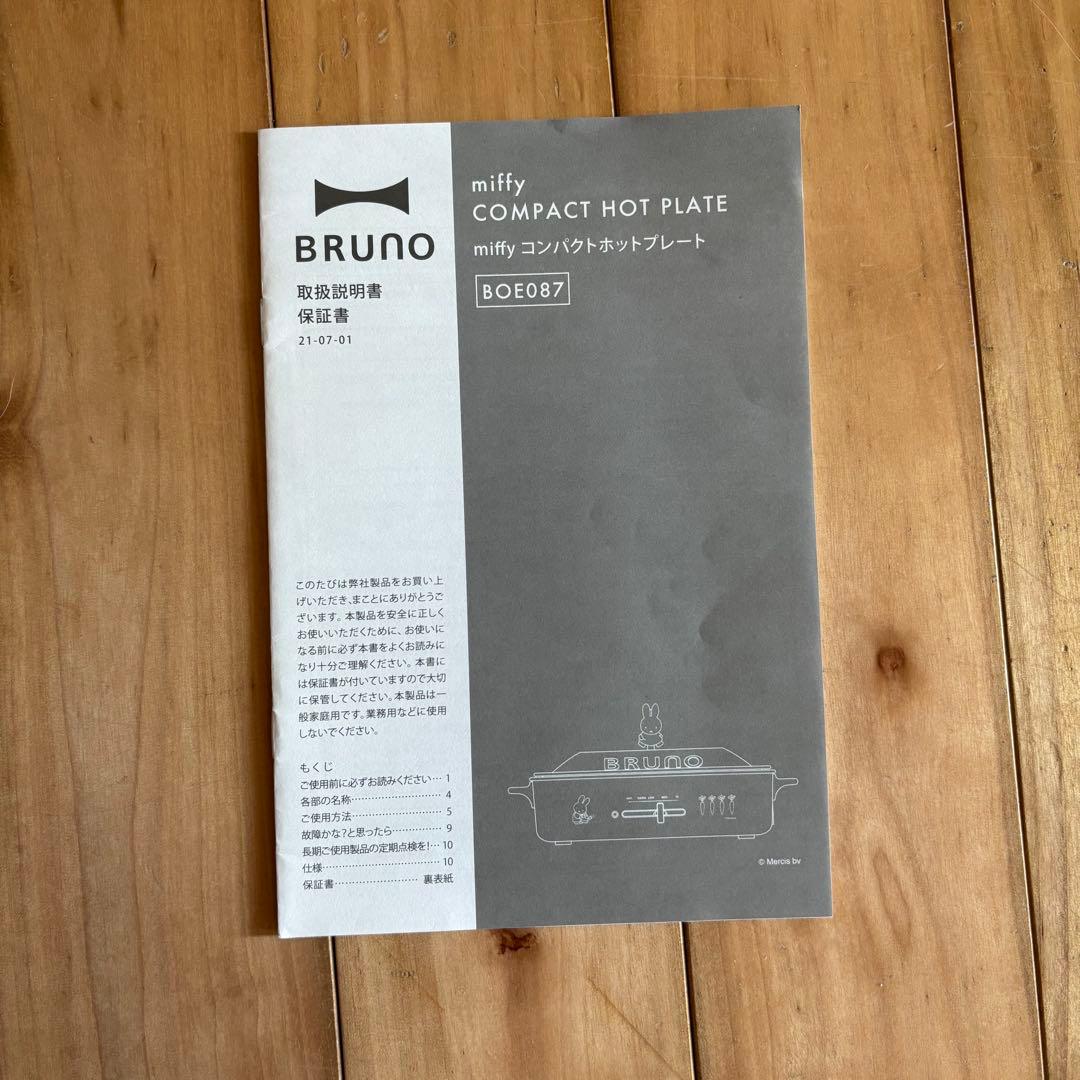 BRUNO
取扱説明書
保証書
21-07-01
miffy
COMPACT HOT PLATE
miffy コンパクトホットプレート
BOE087
このたびは弊社製品をお買い上
げいただき、まことにありがとうご
ざいます。本製品を安全に正しく
お使いいただくために、お使いに
なる前に必ず本書をよくお読みに
なり十分ご理解ください。本書に
は保証書が付いていますので大切
に保管してください。本製品は一
般家庭用です。業務用などに使用
しないでください。
もくじ
ご使用前に必ずお読みください… 1
各部の名称……………………… 4
ご使用方法……………………… 5
故障かな?と思ったら…………… 9
長期ご使用製品の定期点検を!… 10
仕様……………………………… 10
保証書…………………… 裏表紙
BRUNO
© Mercis bv